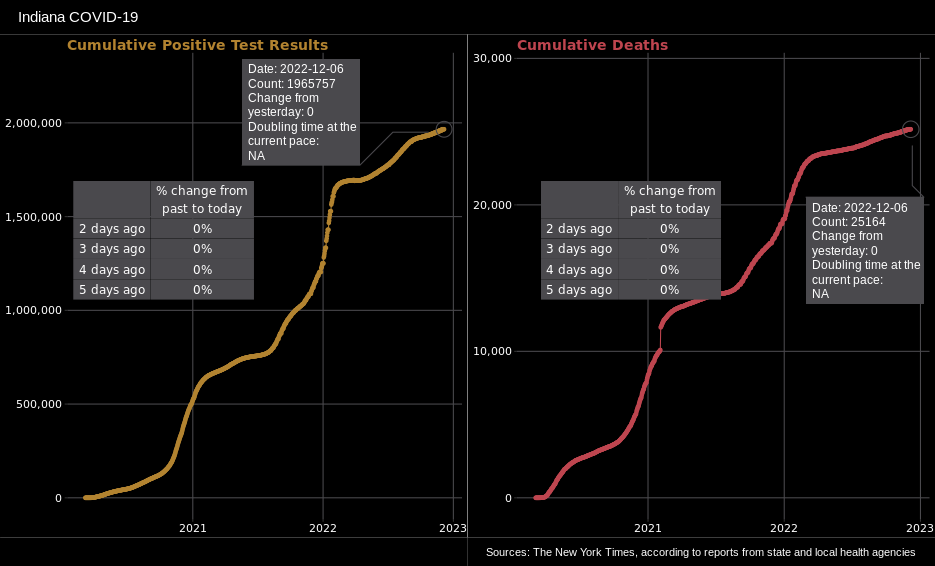 Indiana COVID-19
Cumulative Positive Test Results
Date: 2022-12-06
Count: 1965757
Change from
yesterday: 0
Doubling time at the
current pace:
NA
2,000,000
1,500,000
1,000,000
500,000
0
% change from
past to today
2 days ago 0%
3 days ago 0%
4 days ago 0%
5 days ago 0%
2021 2022 2023
Cumulative Deaths
30,000
20,000
10,000
0
% change from
past to today
2 days ago 0%
3 days ago 0%
4 days ago 0%
5 days ago 0%
Date: 2022-12-06
Count: 25164
Change from
yesterday: 0
Doubling time at the
current pace:
NA
2021 2022 2023
Sources: The New York Times, according to reports from state and local health agencies